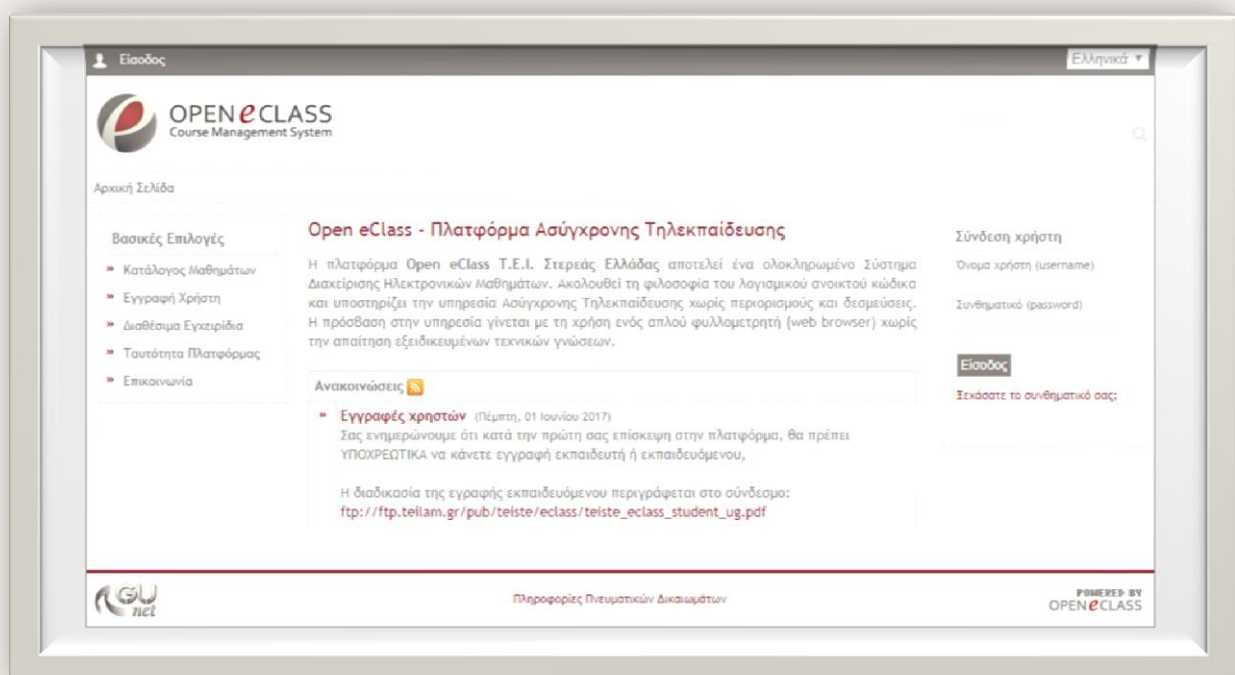 Είσοδος
Ελληνικά
OPEN eCLASS
Course Management System
Αρχική Σελίδα
Βασικές Επιλογές
» Κατάλογος Μαθημάτων
» Εγγραφή Χρήστη
» Διαθέσιμα Εγχειρίδια
» Ταυτότητα Πλατφόρμας
» Επικοινωνία
Open eClass - Πλατφόρμα Ασύγχρονης Τηλεκπαίδευσης
Η πλατφόρμα Open eClass Τ.Ε.Ι. Στερεάς Ελλάδας αποτελεί ένα ολοκληρωμένο Σύστημα
Διαχείρισης Ηλεκτρονικών Μαθημάτων. Ακολουθεί τη φιλοσοφία του λογισμικού ανοικτού κώδικα
και υποστηρίζει την υπηρεσία Ασύγχρονης Τηλεκπαίδευσης χωρίς περιορισμούς και δεσμεύσεις.
Η πρόσβαση στην υπηρεσία γίνεται με τη χρήση ενός απλού φυλλομετρητή (web browser) χωρίς
την απαίτηση εξειδικευμένων τεχνικών γνώσεων.
Ανακοινώσεις
» Εγγραφές χρηστών (Πέμπτη, 01 Ιουνίου 2017)
Σας ενημερώνουμε ότι κατά την πρώτη σας επίσκεψη στην πλατφόρμα, θα πρέπει
ΥΠΟΧΡΕΩΤΙΚΑ να κάνετε εγγραφή εκπαιδευτή ή εκπαιδευόμενου,
Η διαδικασία της εγραφής εκπαιδευόμενου περιγράφεται στο σύνδεσμο:
ftp://ftp.teilam.gr/pub/teiste/eclass/teiste_eclass_student_ug.pdf
Σύνδεση χρήστη
Όνομα χρήστη (username)
Συνθηματικό (password)
Είσοδος
Ξεχάσατε το συνθηματικό σας;
GU
net
Πληροφορίες Πνευματικών Δικαιωμάτων
POWERED BY
OPEN eCLASS